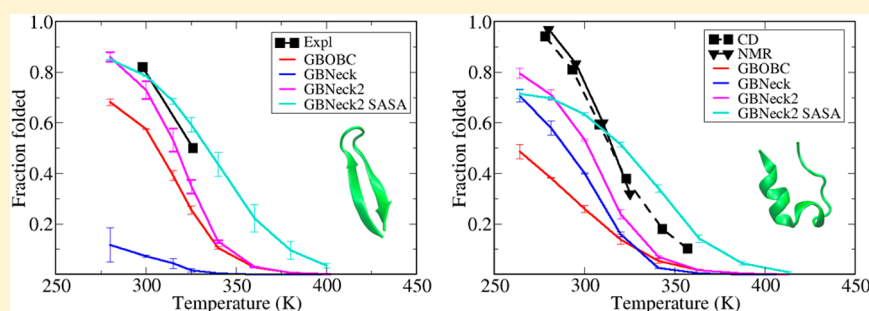 1.0
0.8
0.6
0.4
0.2
Fraction folded
250 300 350 400 450
Temperature (K)
Expl
GBOBC
GBNeck
GBNeck2
GBNeck2 SASA
1.0
0.8
0.6
0.4
0.2
Fraction folded
250 300 350 400 450
Temperature (K)
CD
NMR
GBOBC
GBNeck
GBNeck2
GBNeck2 SASA